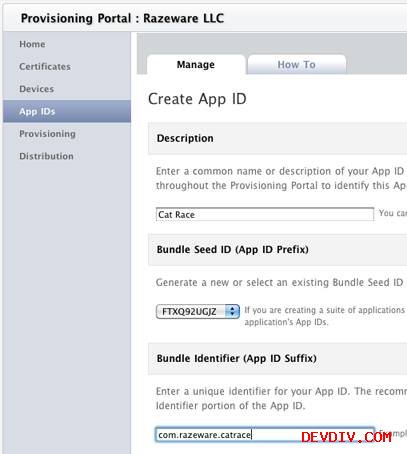 Provisioning Portal : Razeware LLC
Home
Certificates
Devices
App IDs
Provisioning
Distribution
Manage
How To
Create App ID
Description
Enter a common name or description of your App ID
throughout the Provisioning Portal to identify this Ap
Cat Race
You can
Bundle Seed ID (App ID Prefix)
Generate a new or select an existing Bundle Seed ID
FTXQ92UGJZ
If you are creating a suite of applications
application's App IDs.
Bundle Identifier (App ID Suffix)
Enter a unique identifier for your App ID. The recom
Identifier portion of the App ID.
com.razeware.catrace
DEVDIV.COM